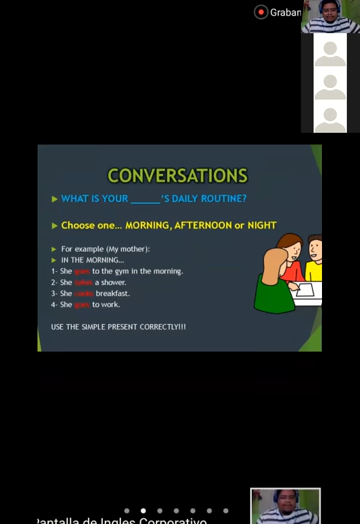 Graban
CONVERSATIONS
WHAT IS YOUR _____'S DAILY ROUTINE?
Choose one... MORNING, AFTERNOON or NIGHT
For example (My mother):
IN THE MORNING...
1- She goes to the gym in the morning.
2- She takes a shower.
3- She cooks breakfast.
4- She goes to work.
USE THE SIMPLE PRESENT CORRECTLY!!!
Pantalla de Ingles Corporativo